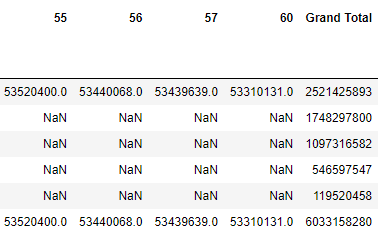 55 56 57 60 Grand Total
53520400.0 53440068.0 53439639.0 53310131.0 2521425893
NaN NaN NaN NaN 1748297800
NaN NaN NaN NaN 1097316582
NaN NaN NaN NaN 546597547
NaN NaN NaN NaN 119520458
53520400.0 53440068.0 53439639.0 53310131.0 6033158280